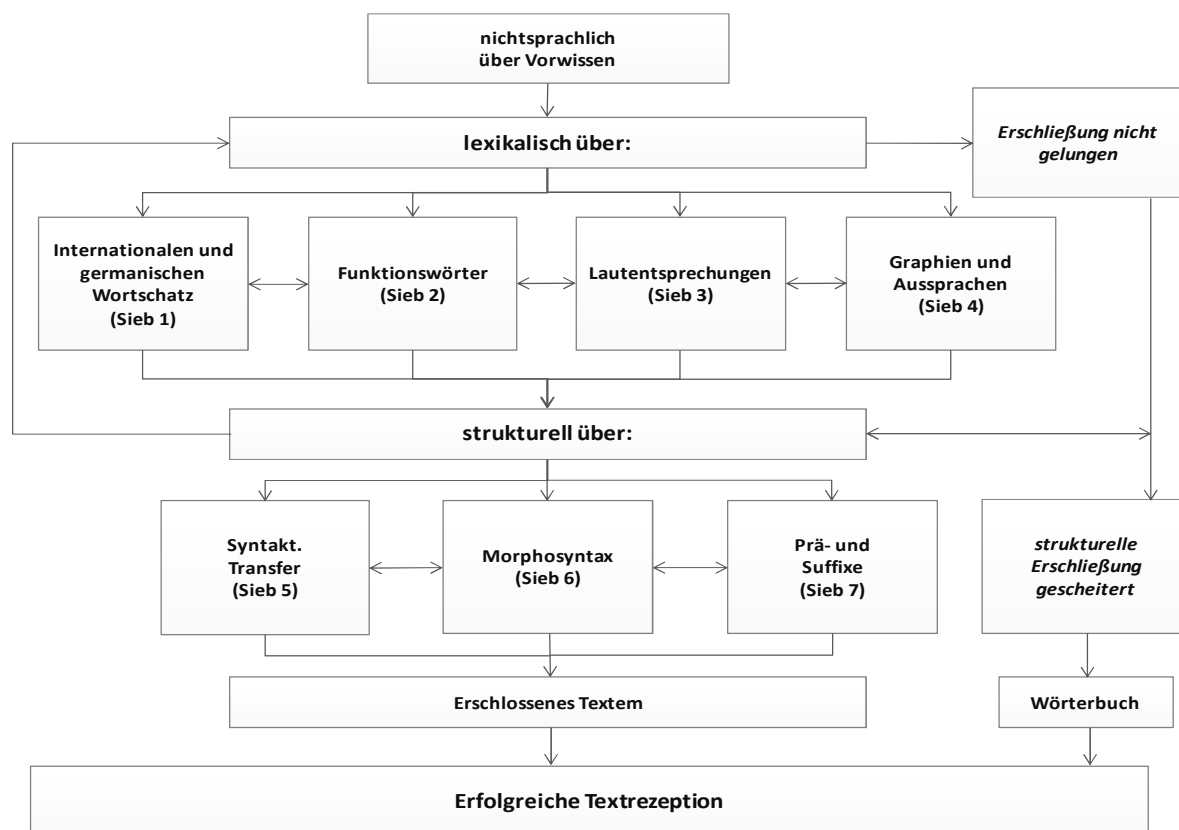 nichtsprachlich
über Vorwissen
lexikalisch über:
Erschließung nicht
gelungen
Internationalen und
germanischen
Wortschatz
(Sieb 1)
Funktionswörter
(Sieb 2)
Lautentsprechungen
(Sieb 3)
Graphien und
Aussprachen
(Sieb 4)
strukturell über:
Syntakt.
Transfer
(Sieb 5)
Morphosyntax
(Sieb 6)
Prä- und
Suffixe
(Sieb 7)
strukturelle
Erschließung
gescheitert
Erschlossenes Textem
Wörterbuch
Erfolgreiche Textrezeption